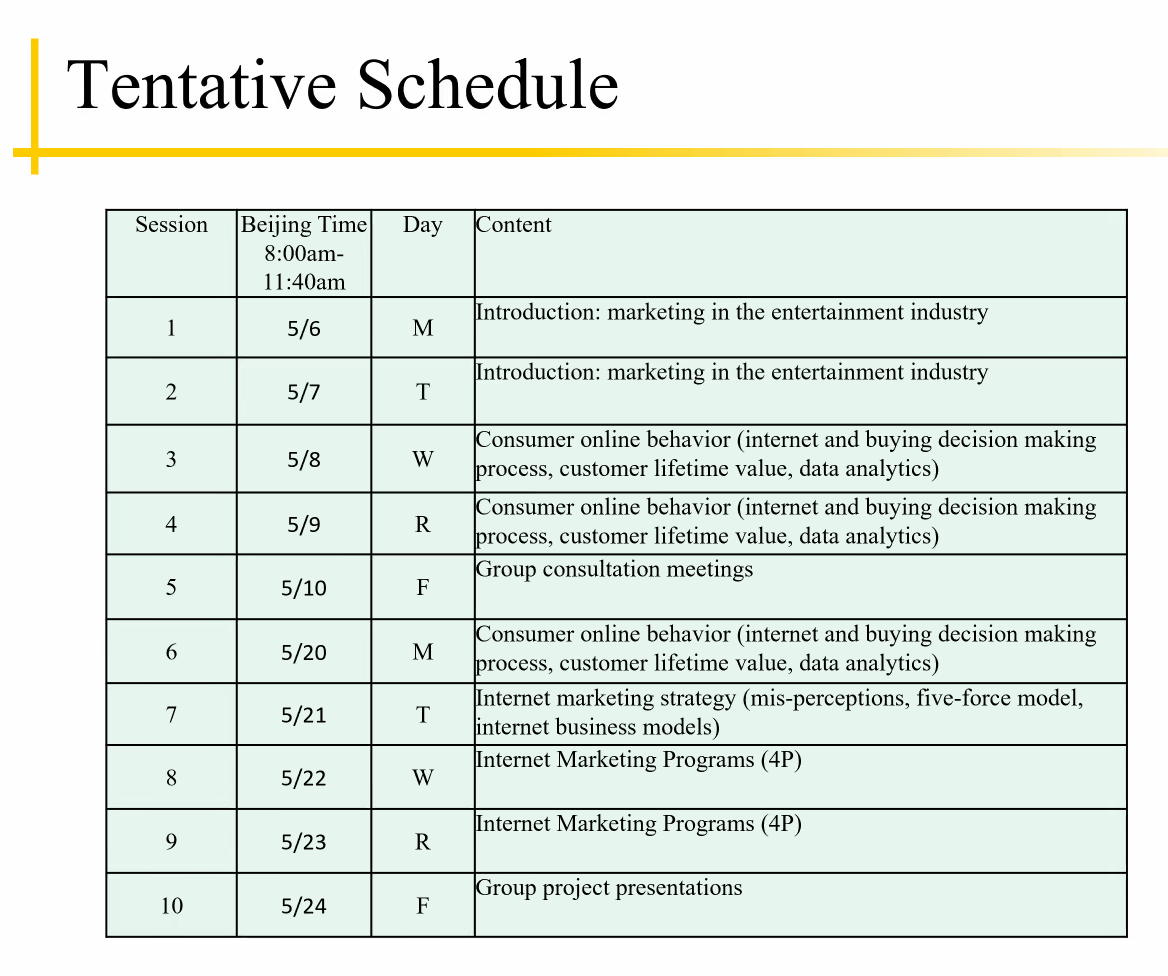 Tentative Schedule
Session Beijing Time 8:00am-11:40am Day Content
1 5/6 M Introduction: marketing in the entertainment industry
2 5/7 T Introduction: marketing in the entertainment industry
3 5/8 W Consumer online behavior (internet and buying decision making
process, customer lifetime value, data analytics)
4 5/9 R Consumer online behavior (internet and buying decision making
process, customer lifetime value, data analytics)
5 5/10 F Group consultation meetings
6 5/20 M Consumer online behavior (internet and buying decision making
process, customer lifetime value, data analytics)
7 5/21 T Internet marketing strategy (mis-perceptions, five-force model,
internet business models)
8 5/22 W Internet Marketing Programs (4P)
9 5/23 R Internet Marketing Programs (4P)
10 5/24 F Group project presentations